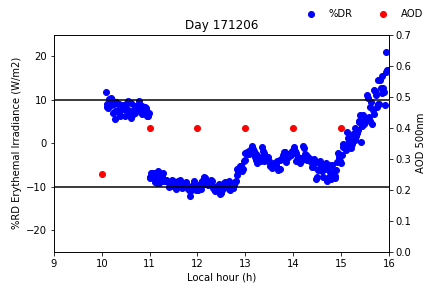 %DR AOD
Day 171206
%RD Erythemal Irradiance (W/m2)
20
10
0
−10
−20
0.7
0.6
0.5
0.4
0.3
0.2
0.1
0.0
AOD 500nm
9 10 11 12 13 14 15 16
Local hour (h)